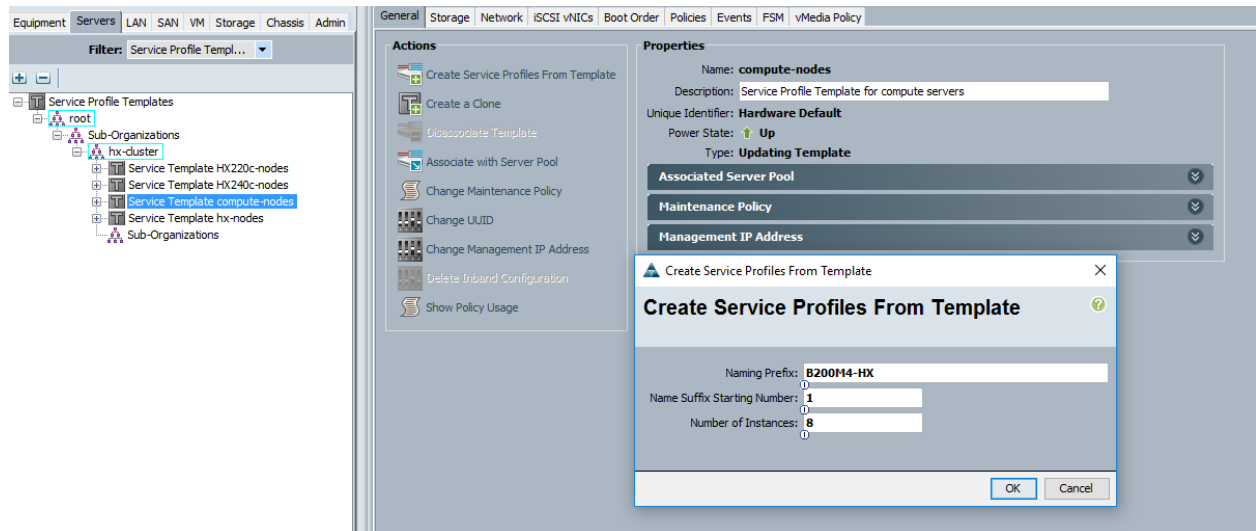 Equipment Servers LAN SAN VM Storage Chassis Admin
Filter: Service Profile Templ...
Service Profile Templates
root
Sub-Organizations
hx-cluster
Service Template HX220c-nodes
Service Template HX240c-nodes
Service Template compute-nodes
Service Template hx-nodes
Sub-Organizations
General Storage Network iSCSI vNICs Boot Order Policies Events FSM vMedia Policy
Actions
Create Service Profiles From Template
Create a Clone
Disassociate Template
Associate with Server Pool
Change Maintenance Policy
Change UUID
Change Management IP Address
Delete Inband Configuration
Show Policy Usage
Properties
Name: compute-nodes
Description: Service Profile Template for compute servers
Unique Identifier: Hardware Default
Power State: Up
Type: Updating Template
Associated Server Pool
Maintenance Policy
Management IP Address
Create Service Profiles From Template
Create Service Profiles From Template
Naming Prefix: B200M4-HX
Name Suffix Starting Number: 1
Number of Instances: 8
OK Cancel